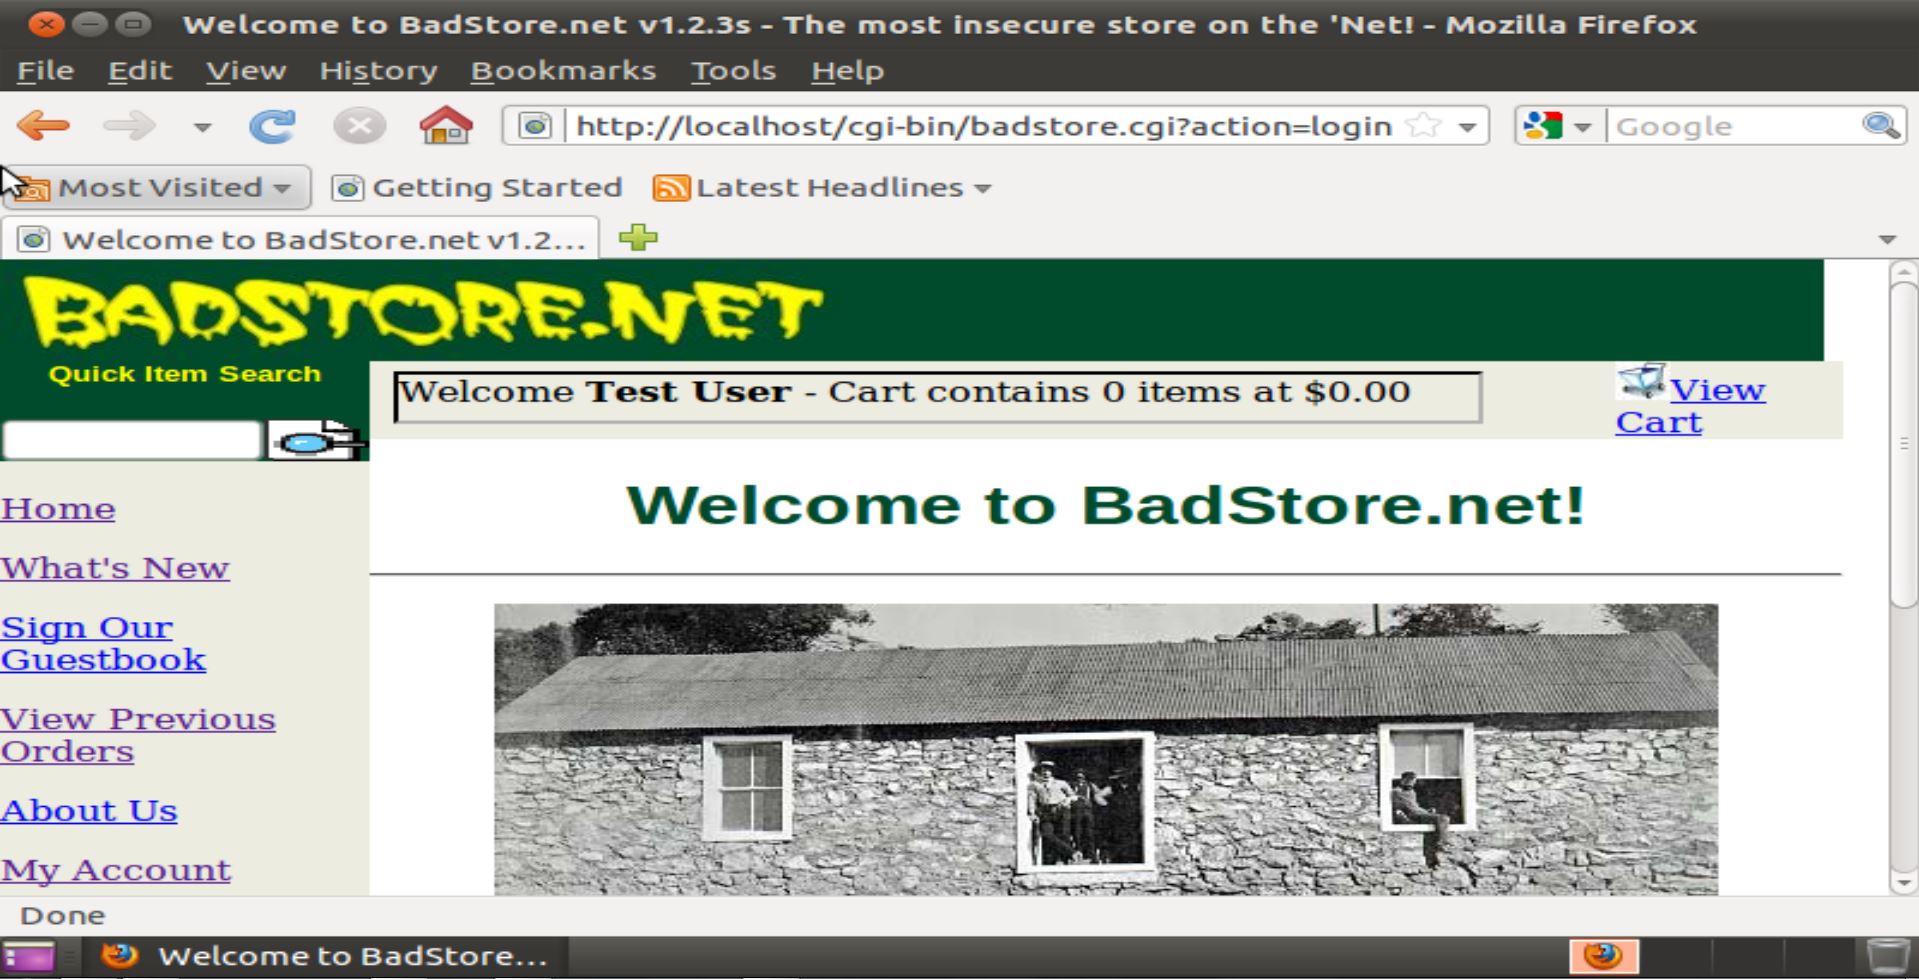 Welcome to BadStore.net v1.2.3s - The most insecure store on the 'Net! - Mozilla Firefox
File Edit View History Bookmarks Tools Help
http://localhost/cgi-bin/badstore.cgi?action=login Google
Most Visited Getting Started Latest Headlines
Welcome to BadStore.net v1.2...
BADSTORE.NET
Quick Item Search
Welcome Test User - Cart contains 0 items at $0.00
View
Cart
Welcome to BadStore.net!
Home
What's New
Sign Our
Guestbook
View Previous
Orders
About Us
My Account
Done
Welcome to BadStore...